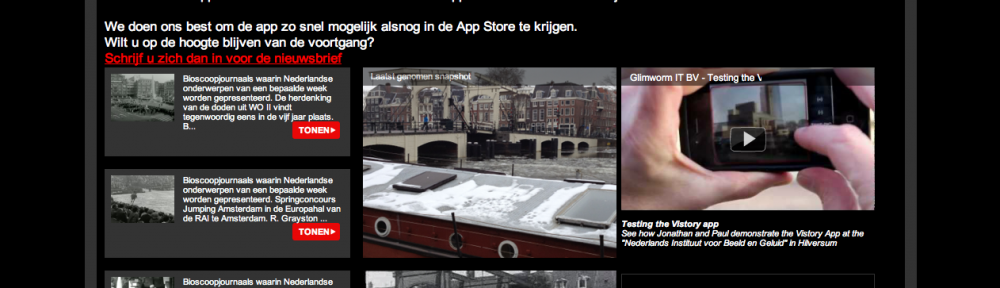 We doen ons best om de app zo snel mogelijk alsnog in de App Store te krijgen.
Wilt u op de hoogte blijven van de voortgang?
Schrijf u zich dan in voor de nieuwsbrief
Bioscoopjournaals waarin Nederlandse
onderwerpen van een bepaalde week
worden gepresenteerd. De herdenking
van de doden uit WO II vindt
tegenwoordig eens in de vijf jaar plaats.
B...
TONEN
Bioscoopjournaals waarin Nederlandse
onderwerpen van een bepaalde week
worden gepresenteerd. Springconcours
Jumping Amsterdam in de Europahal van
de RAI te Amsterdam. R. Grayston ...
TONEN
Bioscoopjournaals waarin Nederlandse
onderwerpen van een bepaalde week
Laatst genomen snapshot
Glimworm IT BV - Testing the
Testing the Vistory app
See how Jonathan and Paul demonstrate the Vistory App at the
"Nederlands Instituut voor Beeld en Geluid" in Hilversum